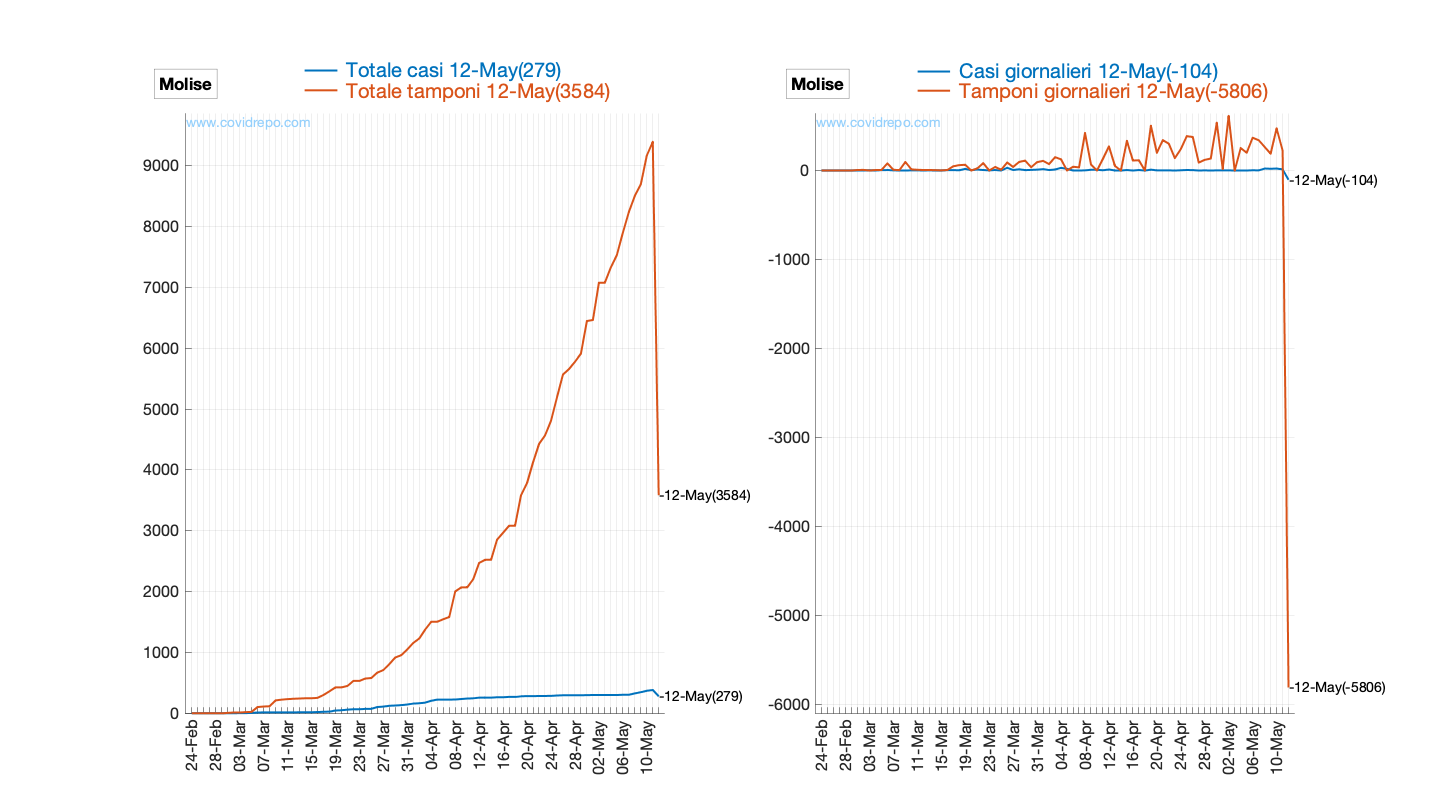 Molise
Totale casi 12-May(279)
Totale tamponi 12-May(3584)
www.covidrepo.com
9000
8000
7000
6000
5000
4000
3000
2000
1000
0
-12-May(3584)
-12-May(279)
24-Feb
28-Feb
03-Mar
07-Mar
11-Mar
15-Mar
19-Mar
23-Mar
27-Mar
31-Mar
04-Apr
08-Apr
12-Apr
16-Apr
20-Apr
24-Apr
28-Apr
02-May
06-May
10-May
Molise
Casi giornalieri 12-May(-104)
Tamponi giornalieri 12-May(-5806)
www.covidrepo.com
0
-1000
-2000
-3000
-4000
-5000
-6000
-12-May(-104)
-12-May(-5806)
24-Feb
28-Feb
03-Mar
07-Mar
11-Mar
15-Mar
19-Mar
23-Mar
27-Mar
31-Mar
04-Apr
08-Apr
12-Apr
16-Apr
20-Apr
24-Apr
28-Apr
02-May
06-May
10-May